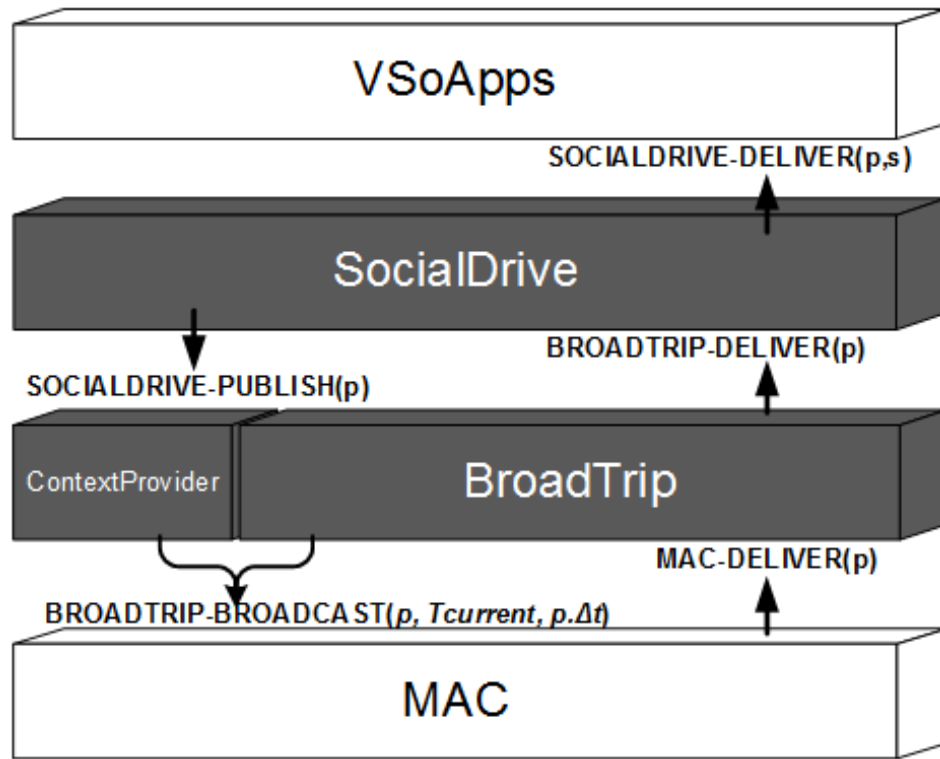 VSoApps
SOCIALDRIVE-DELIVER(p,s)
SocialDrive
BROADTRIP-DELIVER(p)
SOCIALDRIVE-PUBLISH(p)
ContextProvider
BroadTrip
MAC-DELIVER(p)
BROADTRIP-BROADCAST(p, Tcurrent, p.Δt)
MAC